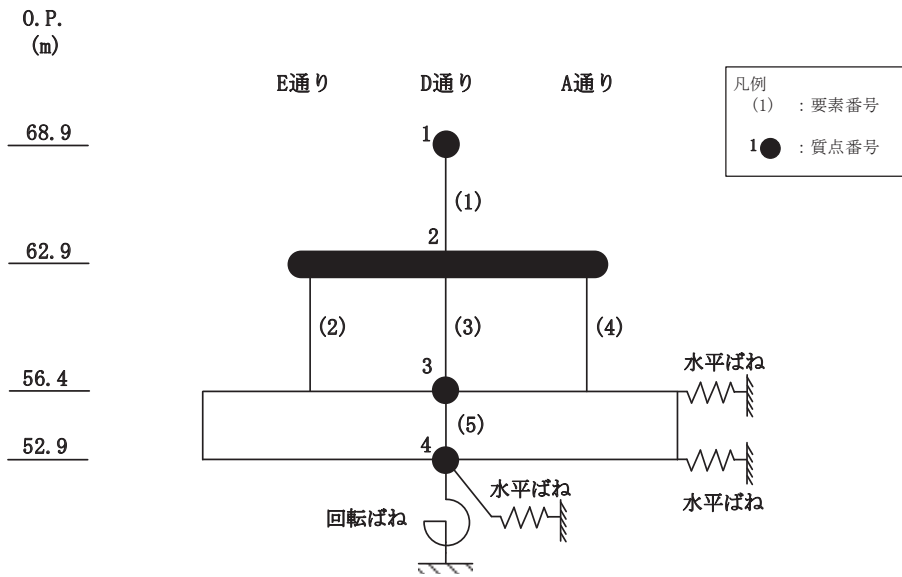 O.P.
(m)
E通り D通り A通り
凡例
(1) : 要素番号
1 : 質点番号
68.9
1
(1)
62.9
2
(2) (3) (4)
56.4
3
水平ばね
(5)
52.9
4
水平ばね
水平ばね
回転ばね